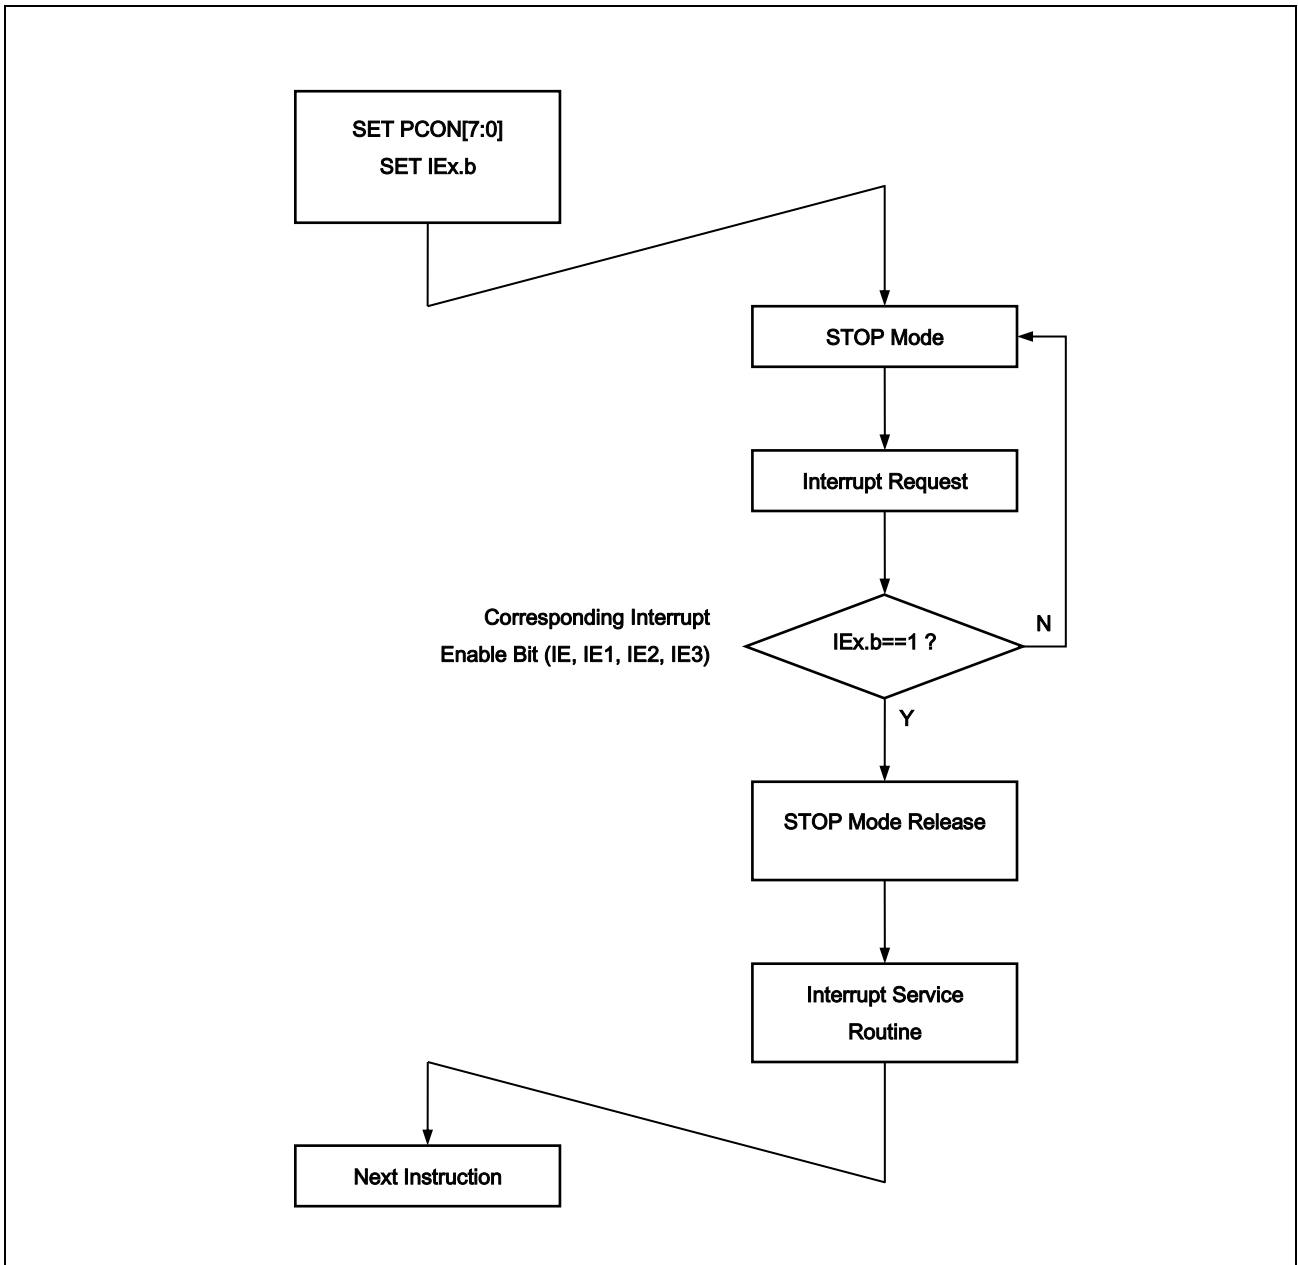 SET PCON[7:0]
SET IEx.b
STOP Mode
Interrupt Request
Corresponding Interrupt
Enable Bit (IE, IE1, IE2, IE3)
IEx.b==1 ?
N
Y
STOP Mode Release
Interrupt Service
Routine
Next Instruction